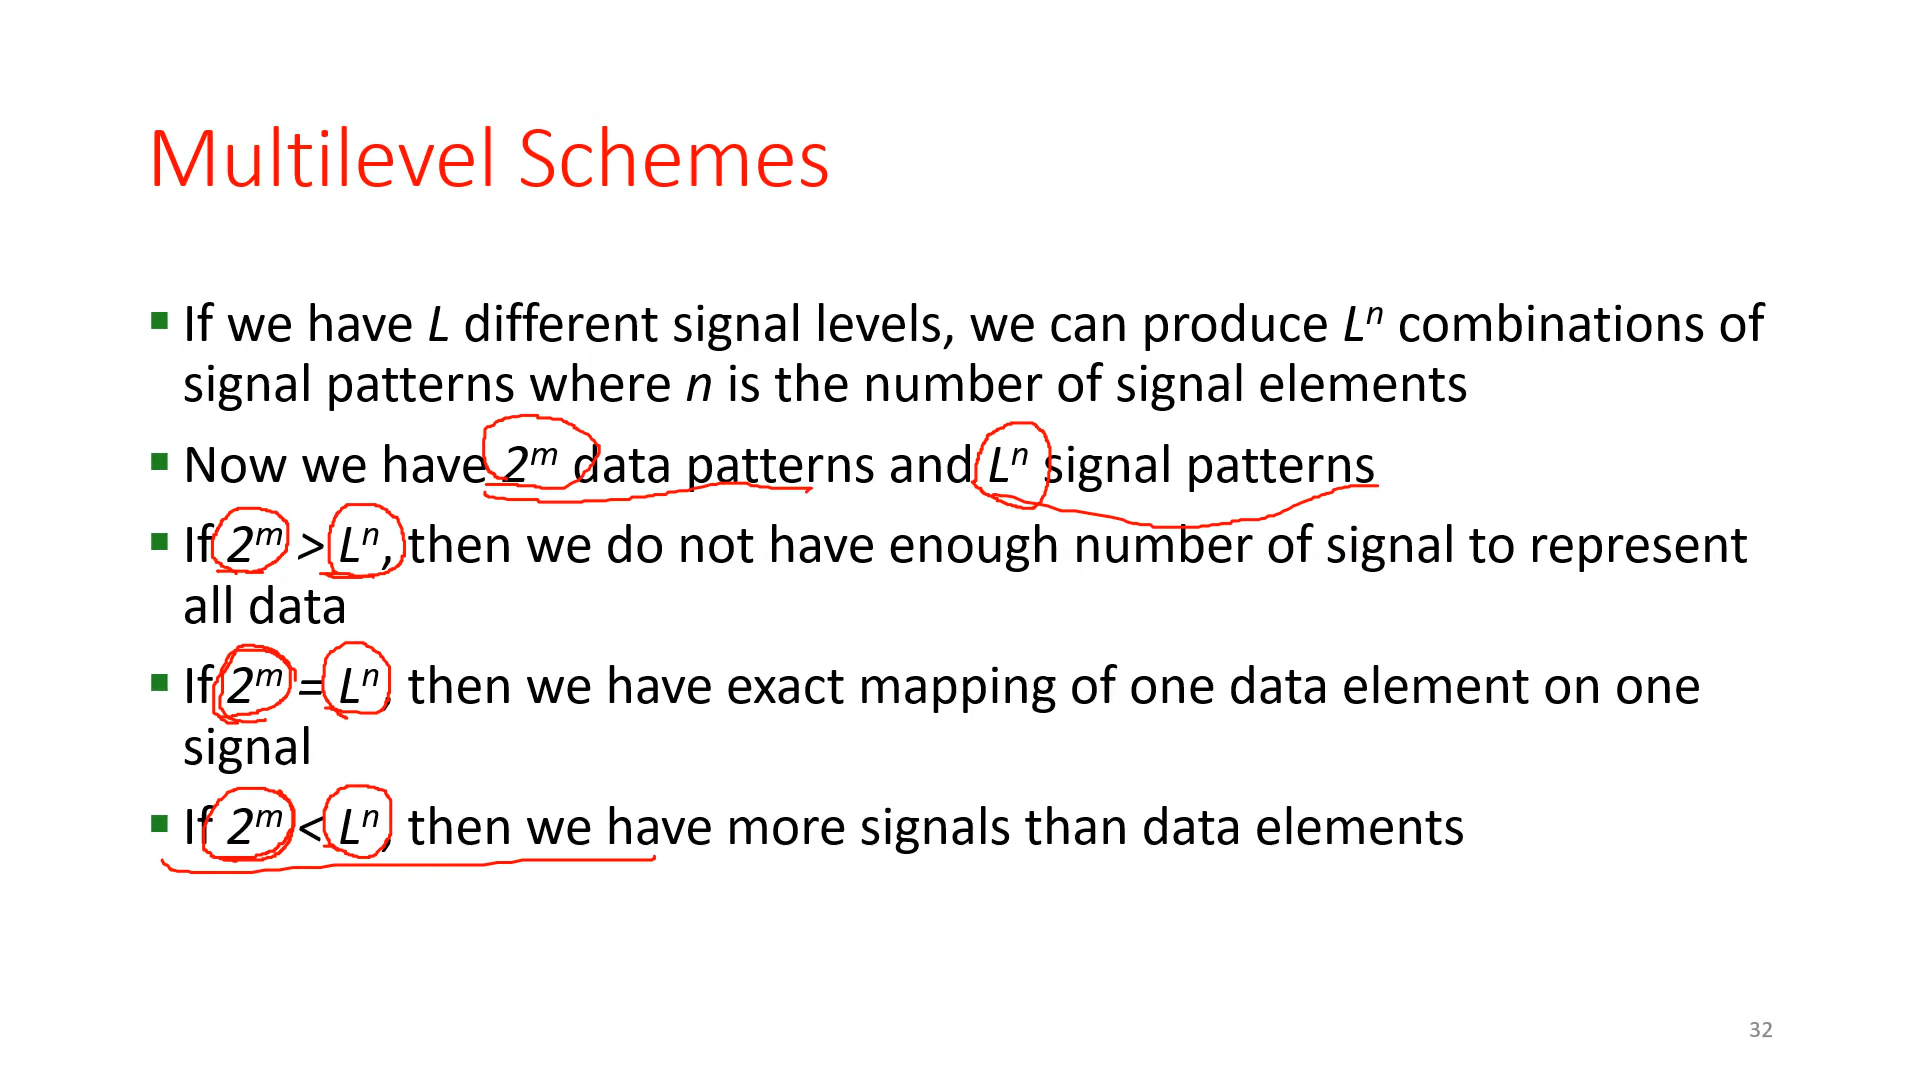 Multilevel Schemes
▪ If we have L different signal levels, we can produce Lⁿ combinations of
signal patterns where n is the number of signal elements
▪ Now we have 2ᵐ data patterns and Lⁿ signal patterns
▪ If 2ᵐ > Lⁿ, then we do not have enough number of signal to represent
all data
▪ If 2ᵐ = Lⁿ, then we have exact mapping of one data element on one
signal
▪ If 2ᵐ < Lⁿ, then we have more signals than data elements
32